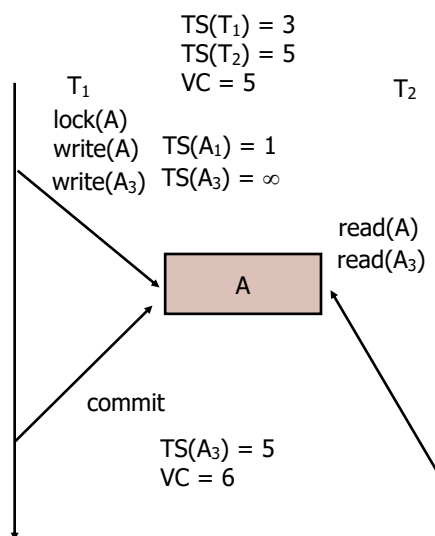 TS(T1) = 3
TS(T2) = 5
VC = 5
T1
T2
lock(A)
write(A) TS(A1) = 1
write(A3) TS(A3) = ∞
read(A)
read(A3)
A
commit
TS(A3) = 5
VC = 6